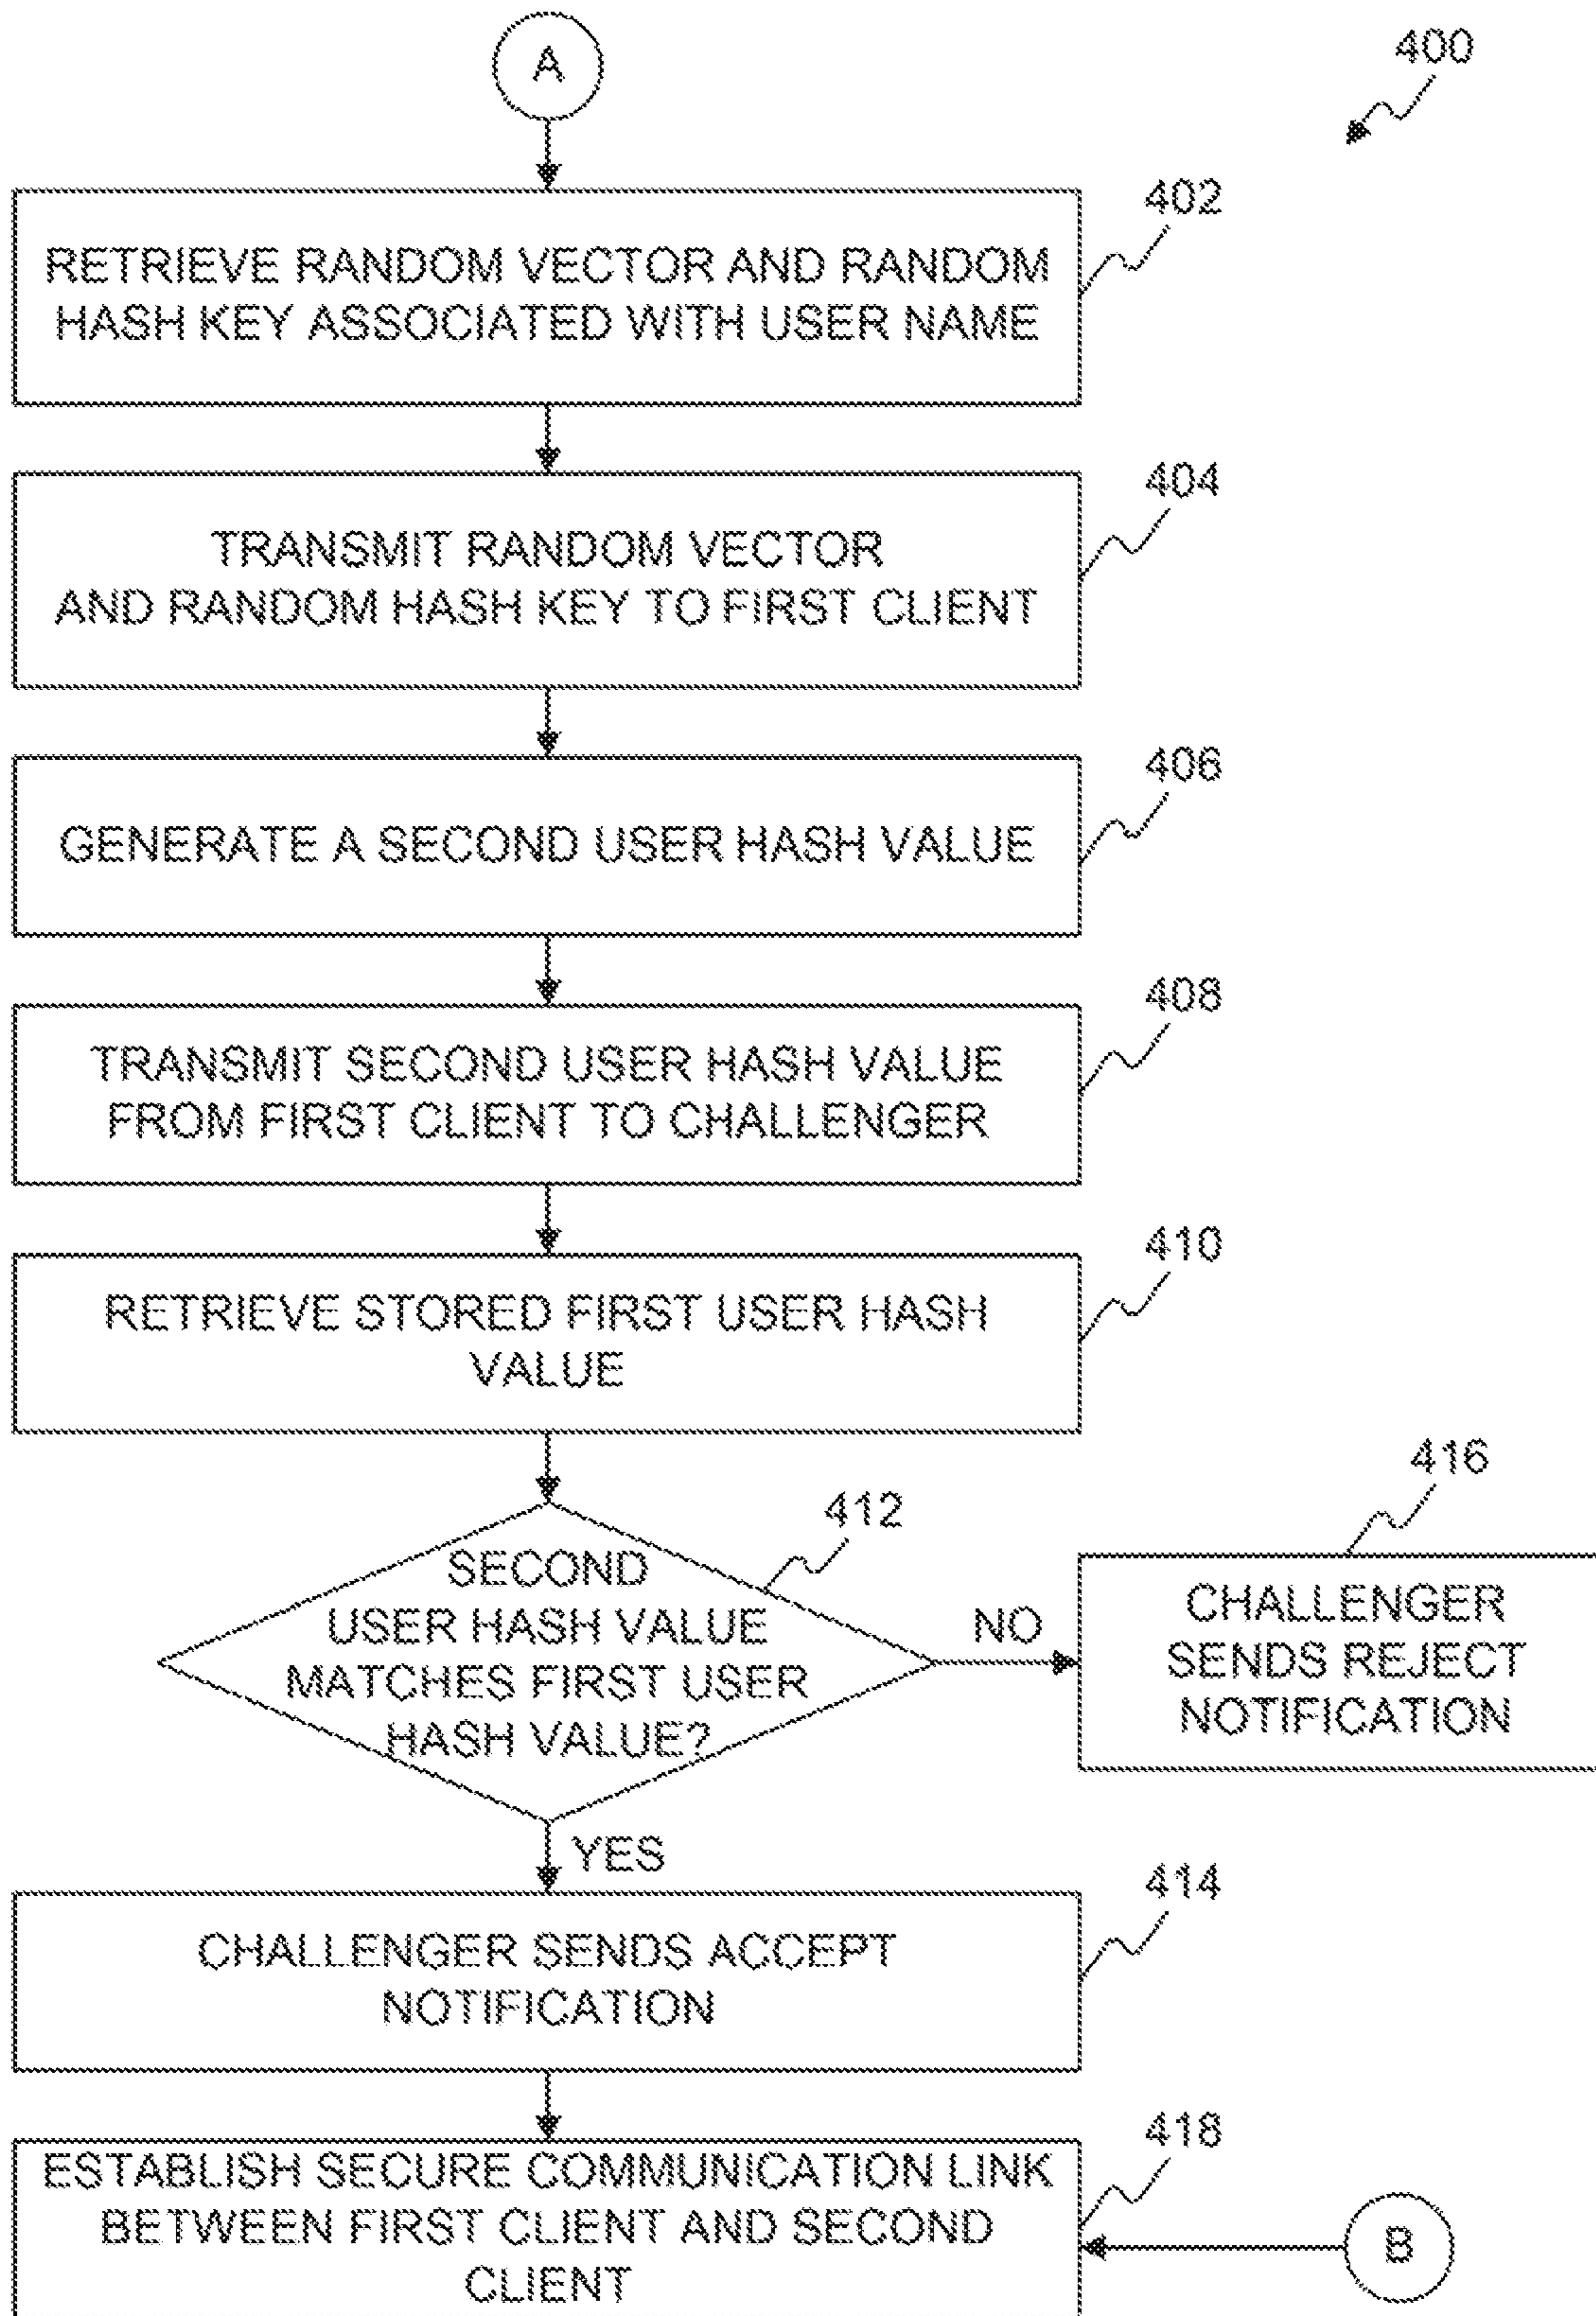 A
400
402
RETRIEVE RANDOM VECTOR AND RANDOM
HASH KEY ASSOCIATED WITH USER NAME
404
TRANSMIT RANDOM VECTOR
AND RANDOM HASH KEY TO FIRST CLIENT
406
GENERATE A SECOND USER HASH VALUE
408
TRANSMIT SECOND USER HASH VALUE
FROM FIRST CLIENT TO CHALLENGER
410
RETRIEVE STORED FIRST USER HASH
VALUE
412
SECOND
USER HASH VALUE
MATCHES FIRST USER
HASH VALUE?
NO
416
CHALLENGER
SENDS REJECT
NOTIFICATION
YES
414
CHALLENGER SENDS ACCEPT
NOTIFICATION
418
ESTABLISH SECURE COMMUNICATION LINK
BETWEEN FIRST CLIENT AND SECOND
CLIENT
B